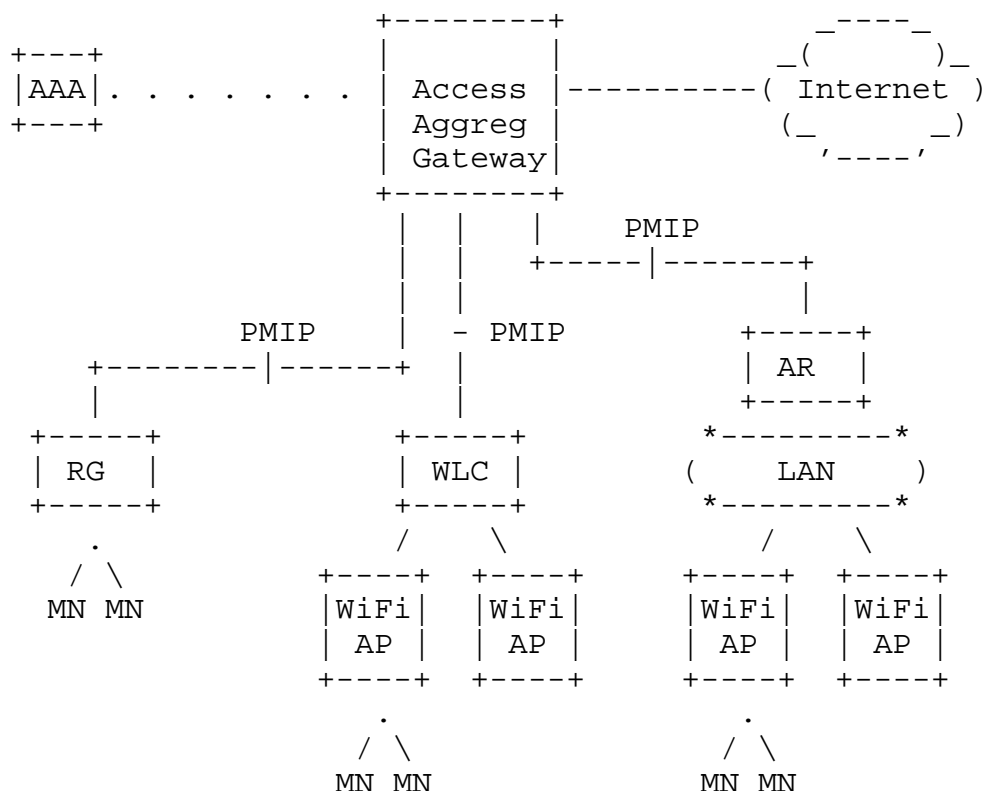 AAA
Access
Aggreg
Gateway
Internet
PMIP
PMIP
PMIP
AR
RG
WLC
LAN
MN MN
WiFi
AP
WiFi
AP
WiFi
AP
WiFi
AP
MN MN
MN MN